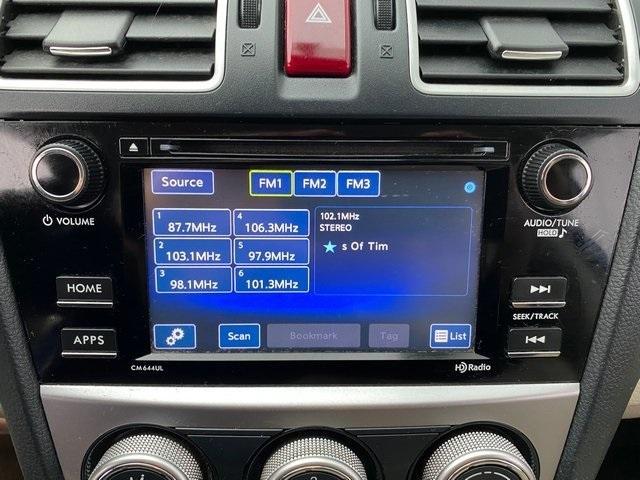 VOLUME
AUDIO/TUNE
HOLD
HOME
APPS
SEEK/TRACK
Source
FM1 FM2 FM3
1 87.7MHz 4 106.3MHz
2 103.1MHz 5 97.9MHz
3 98.1MHz 6 101.3MHz
102.1MHz
STEREO
s Of Tim
Scan Bookmark Tag List
CM644UL
HD Radio